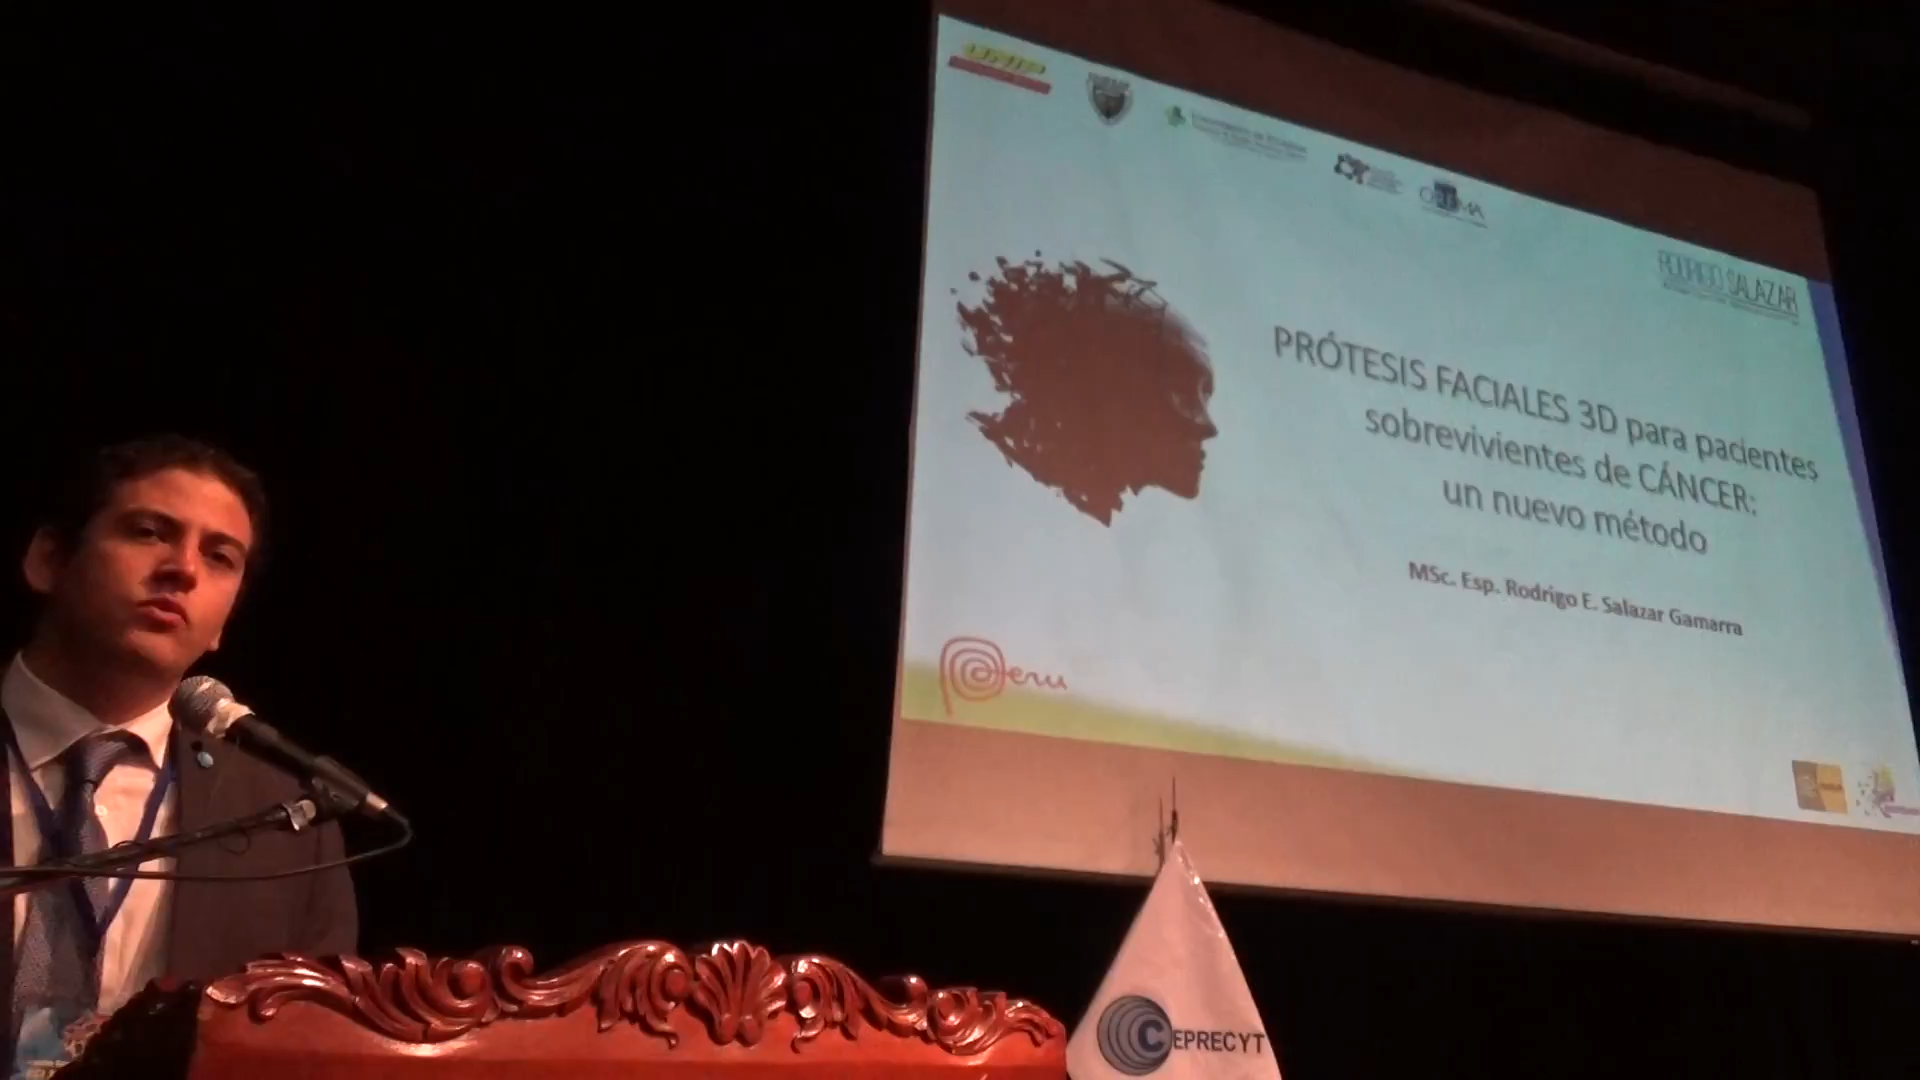 UNIP
RODRIGO SALAZAR
PRÓTESIS FACIALES 3D para pacientes
sobrevivientes de CÁNCER:
un nuevo método
MSc. Esp. Rodrigo E. Salazar Gamarra
Peru
CEPRECYT